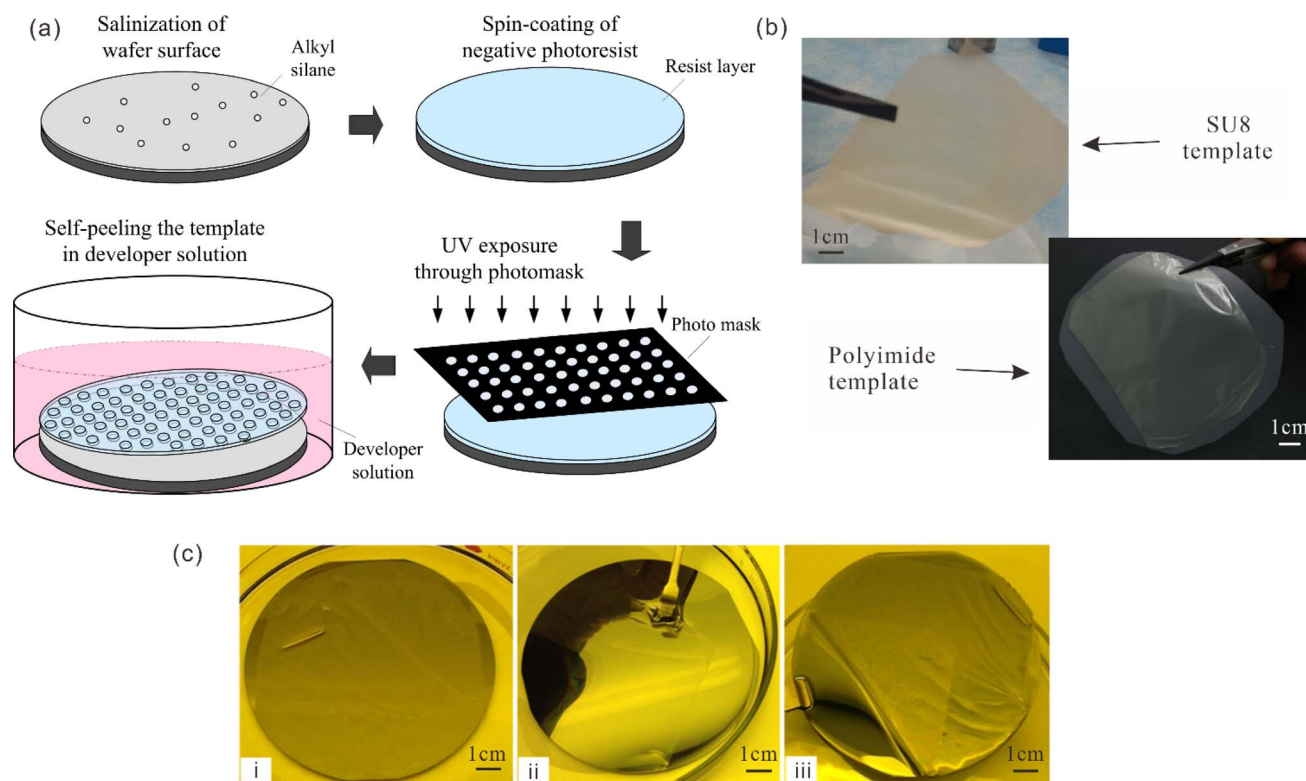 (a)
Salinization of
wafer surface
Alkyl
silane
Spin-coating of
negative photoresist
Resist layer
Self-peeling the template
in developer solution
UV exposure
through photomask
Photo mask
Developer
solution
(b)
1cm
SU8
template
Polyimide
template
1cm
(c)
i
1cm
ii
1cm
iii
1cm